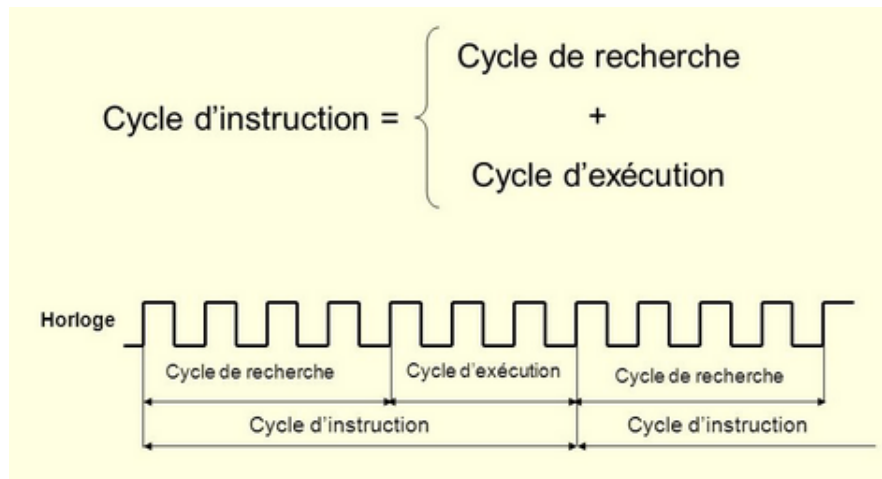 Cycle de recherche
Cycle d'instruction =
+
Cycle d'exécution
Horloge
Cycle de recherche
Cycle d'exécution
Cycle de recherche
Cycle d'instruction
Cycle d'instruction